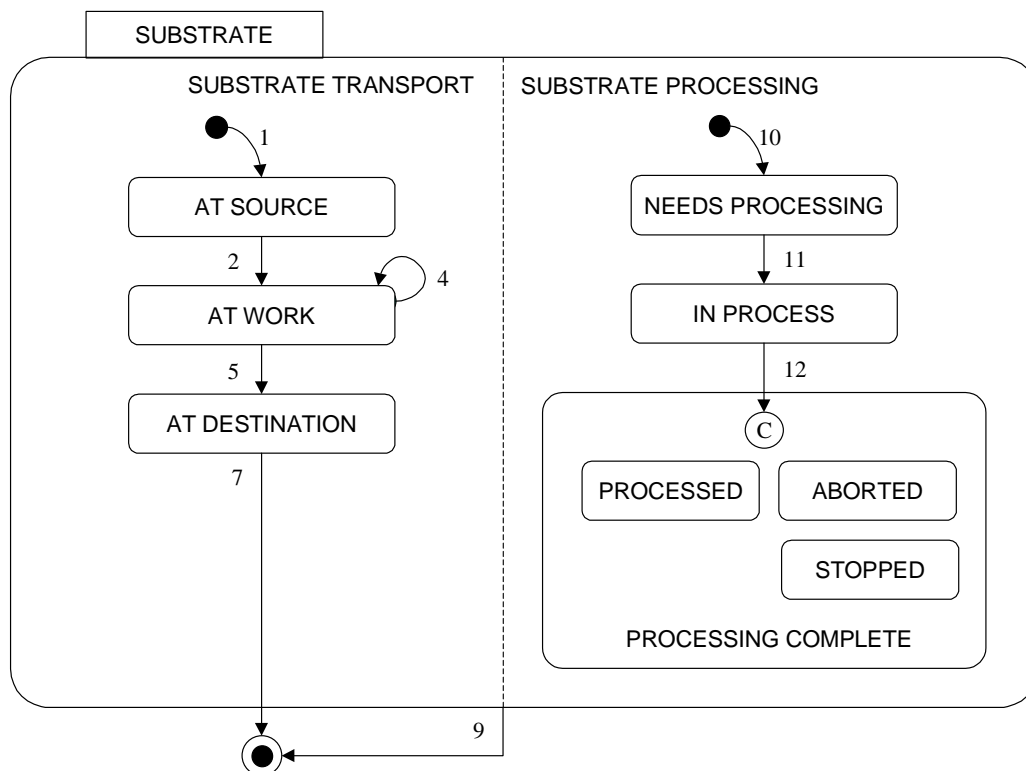 SUBSTRATE
SUBSTRATE TRANSPORT
1
AT SOURCE
2
4
AT WORK
5
AT DESTINATION
7
SUBSTRATE PROCESSING
10
NEEDS PROCESSING
11
IN PROCESS
12
C
PROCESSED
ABORTED
STOPPED
PROCESSING COMPLETE
9